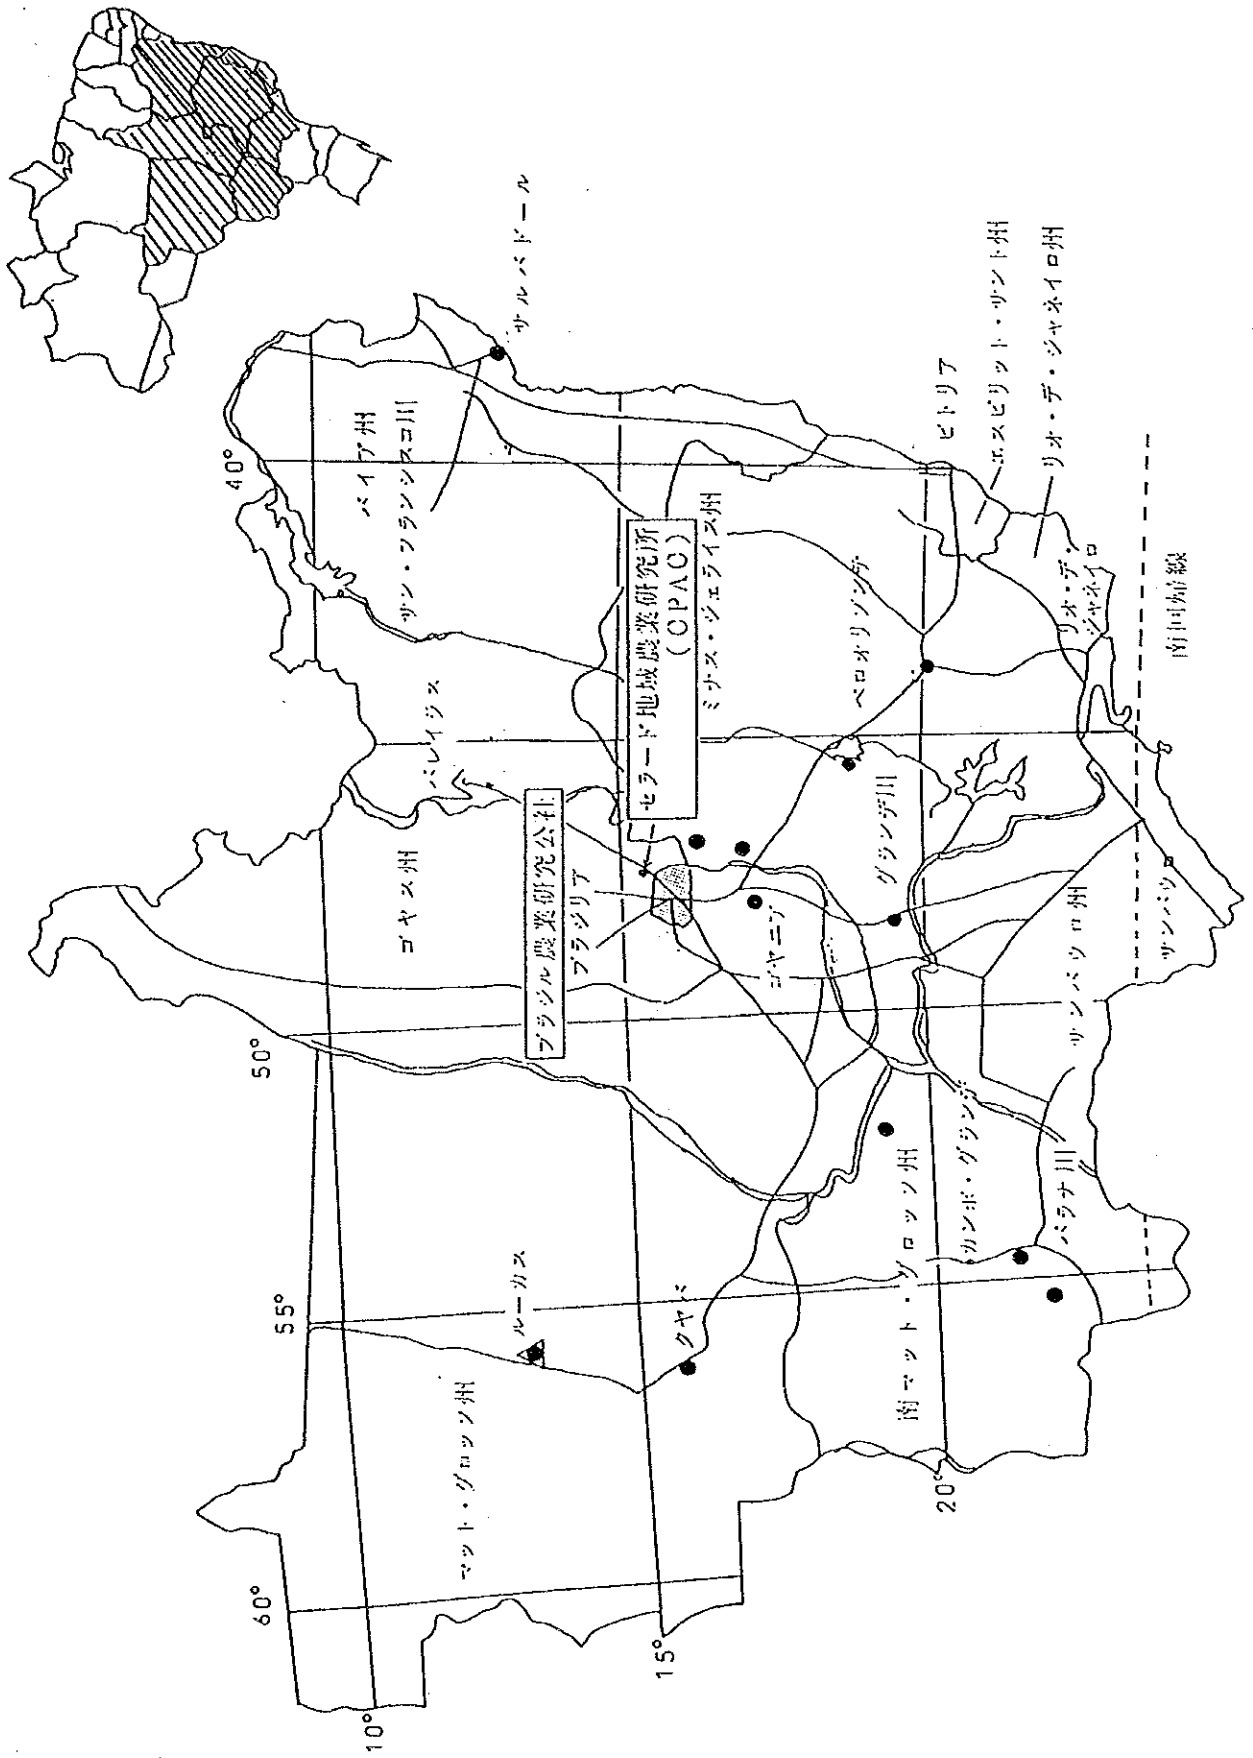 マット・グロッソ州
ルーカス
クヤバ
ゴヤス州
バレイジス
バイア州
サン・フランシスコ川
サルバドール
ブラジル農業研究公社
ブラジリア
セラード地域農業研究所
(CPAC)
ゴヤニア
ミナス・ジェライス州
ベロオリゾンテ
ビトリア
エスピリット・サント州
リオ・デ・ジャネイロ州
リオ・デ・
ジャネイロ
グランデ川
南マット・グロッソ州
カンポ・グランデ
パラナ川
サンパウロ州
サンパウロ
南回帰線
60°
55°
50°
40°
10°
15°
20°